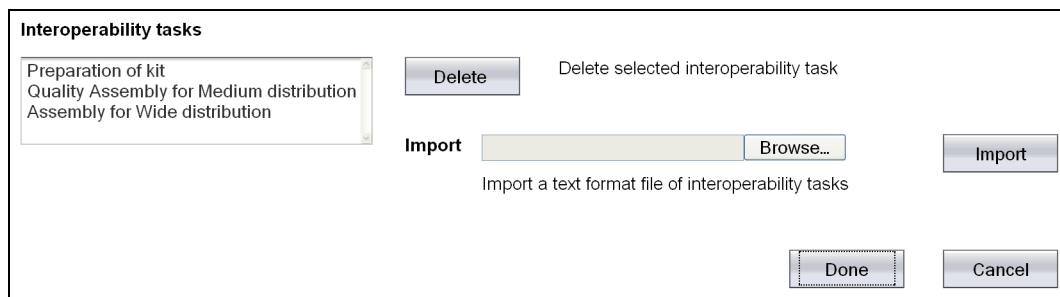 Interoperability tasks
Preparation of kit
Quality Assembly for Medium distribution
Assembly for Wide distribution
Delete
Delete selected interoperability task
Import
Browse...
Import
Import a text format file of interoperability tasks
Done
Cancel